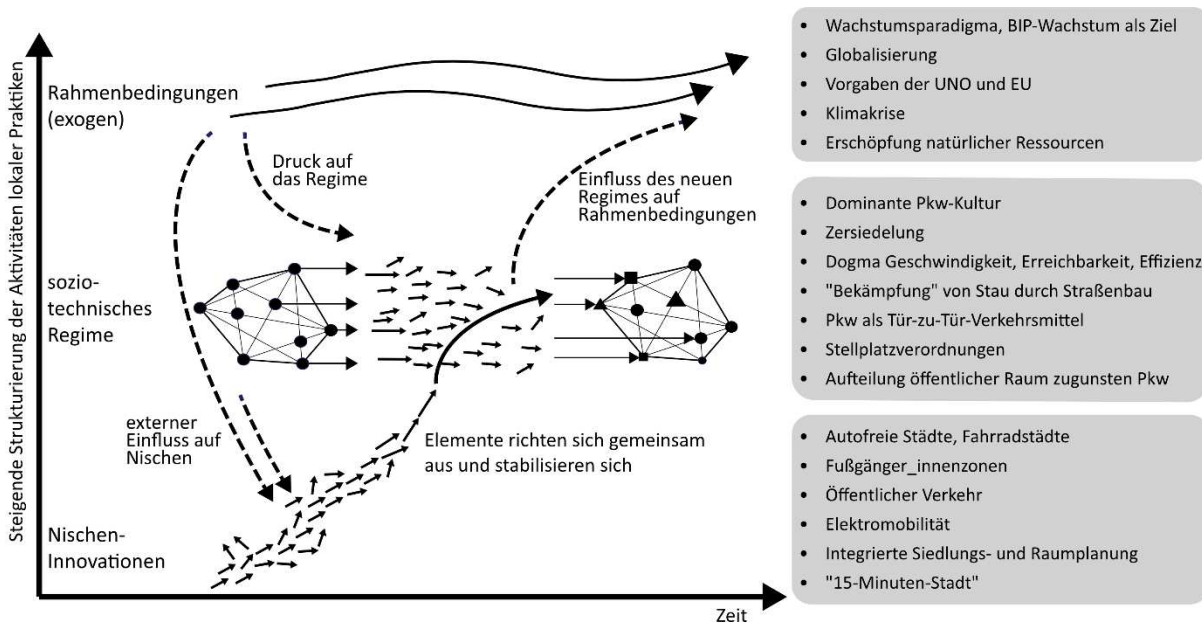 Steigende Strukturierung der Aktivitäten lokaler Praktiken
Rahmenbedingungen
(exogen)
Druck auf
das Regime
Einfluss des neuen
Regimes auf
Rahmenbedingungen
sozio-
technisches
Regime
externer
Einfluss auf
Nischen
Elemente richten sich gemeinsam
aus und stabilisieren sich
Nischen-
Innovationen
Zeit
• Wachstumsparadigma, BIP-Wachstum als Ziel
• Globalisierung
• Vorgaben der UNO und EU
• Klimakrise
• Erschöpfung natürlicher Ressourcen
• Dominante Pkw-Kultur
• Zersiedelung
• Dogma Geschwindigkeit, Erreichbarkeit, Effizienz
• "Bekämpfung" von Stau durch Straßenbau
• Pkw als Tür-zu-Tür-Verkehrsmittel
• Stellplatzverordnungen
• Aufteilung öffentlicher Raum zugunsten Pkw
• Autofreie Städte, Fahrradstädte
• Fußgänger_innenzonen
• Öffentlicher Verkehr
• Elektromobilität
• Integrierte Siedlungs- und Raumplanung
• "15-Minuten-Stadt"